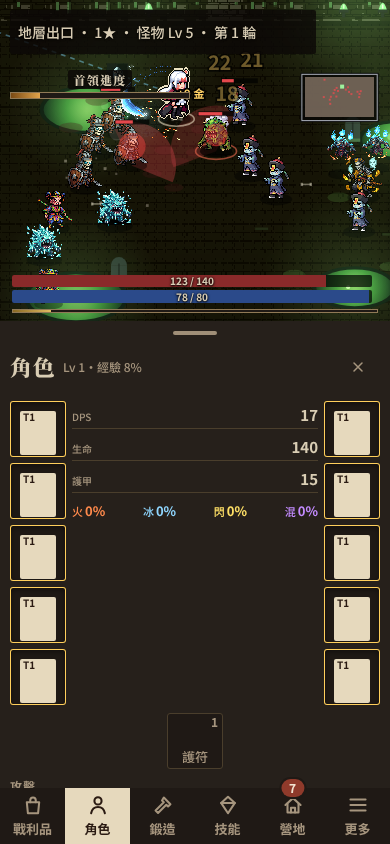 地層出口 • 1★ • 怪物 Lv 5 • 第 1 輪
22 21
首領進度
金 18
123 / 140
78 / 80
角色 Lv 1 • 經驗 8% ×
T1 DPS 17 T1
生命 140
T1 護甲 15 T1
火 0% 冰 0% 閃 0% 混 0%
T1 T1
T1 T1
T1 T1
1
護符
攻擊
7
戰利品 角色 鍛造 技能 營地 更多